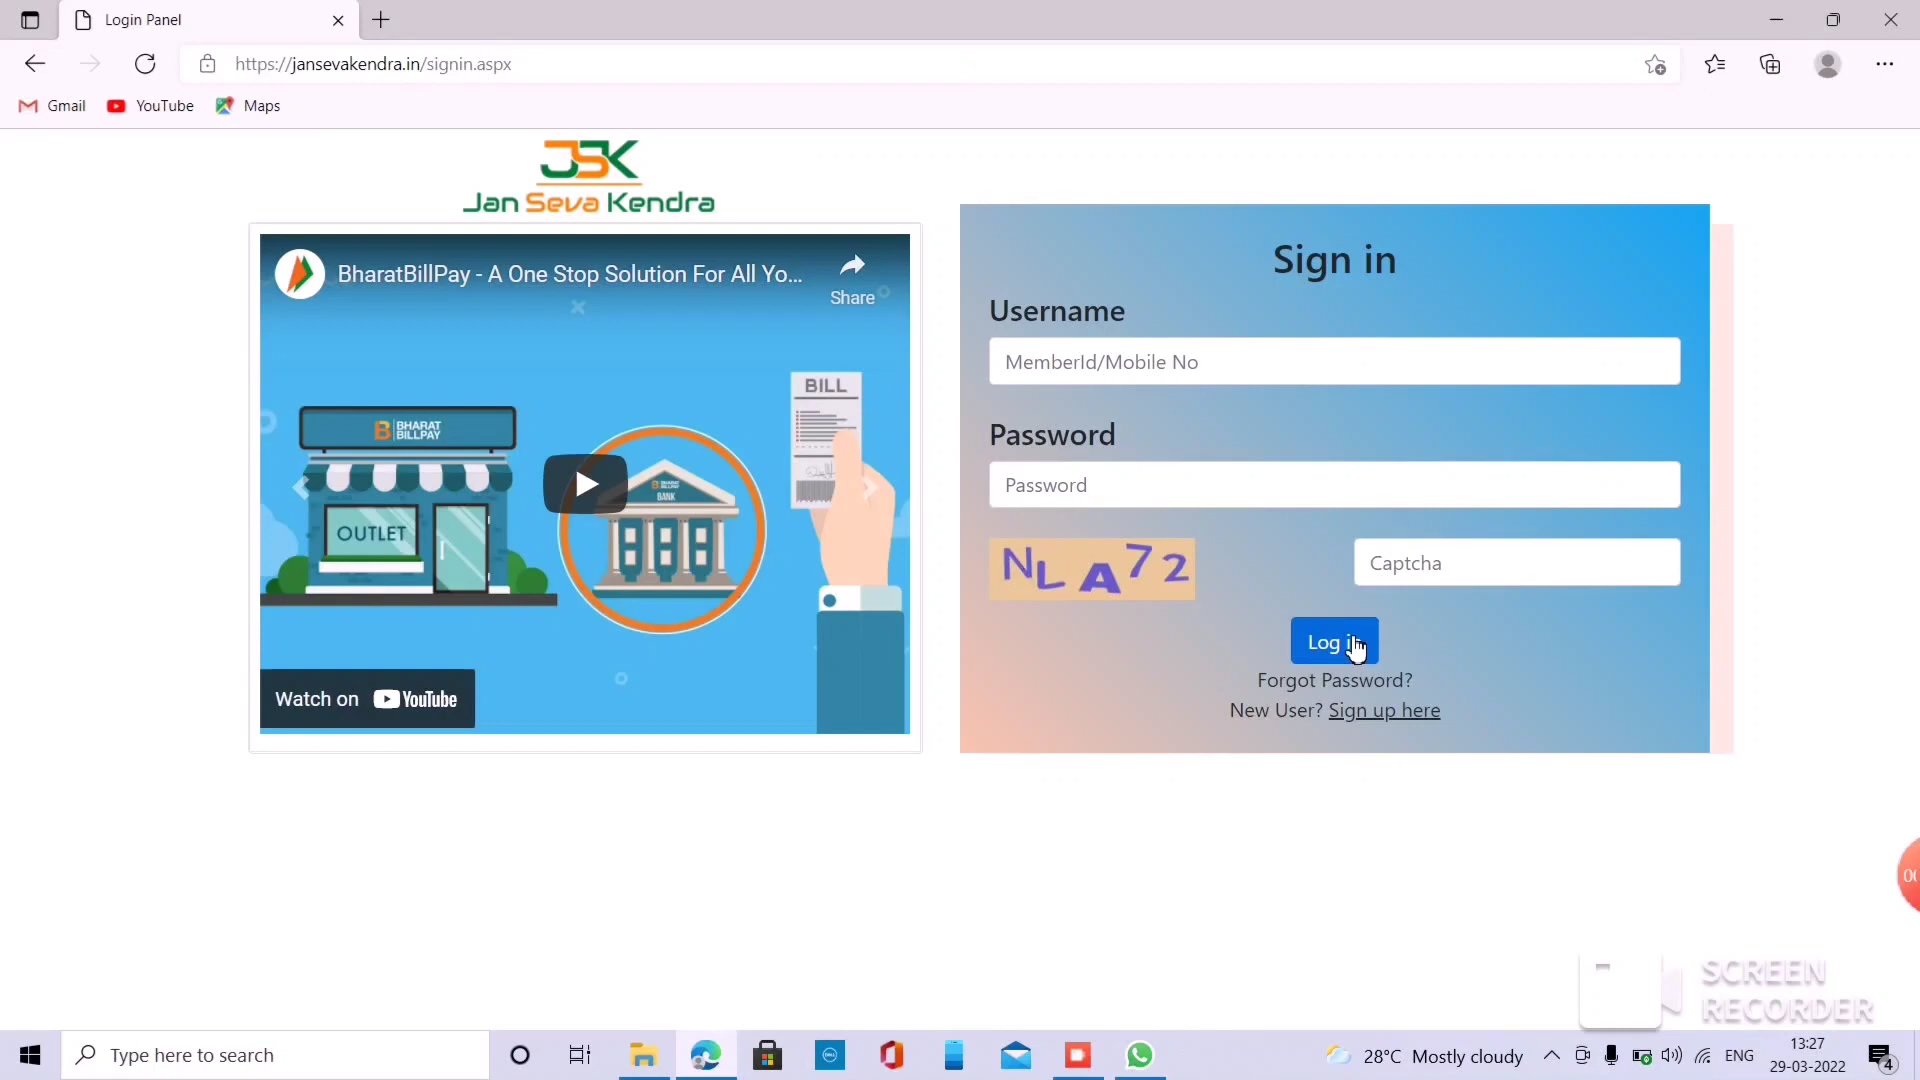 Login Panel
https://jansevakendra.in/signin.aspx
Gmail
YouTube
Maps
JSK
Jan Seva Kendra
BharatBillPay - A One Stop Solution For All Yo...
Share
BILL
BHARAT
BILLPAY
BANK
OUTLET
Watch on YouTube
Sign in
Username
MemberId/Mobile No
Password
Password
NLA72
Captcha
Log i
Forgot Password?
New User? Sign up here
00
SCREEN
RECORDER
Type here to search
DELL
28°C Mostly cloudy
ENG
13:27
29-03-2022
4